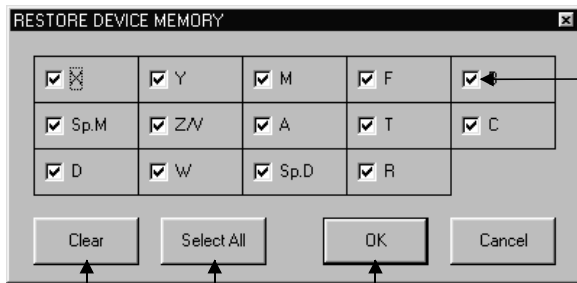 RESTORE DEVICE MEMORY
X Y M F B
Sp.M Z/V A T C
D W Sp.D R
Clear Select All OK Cancel